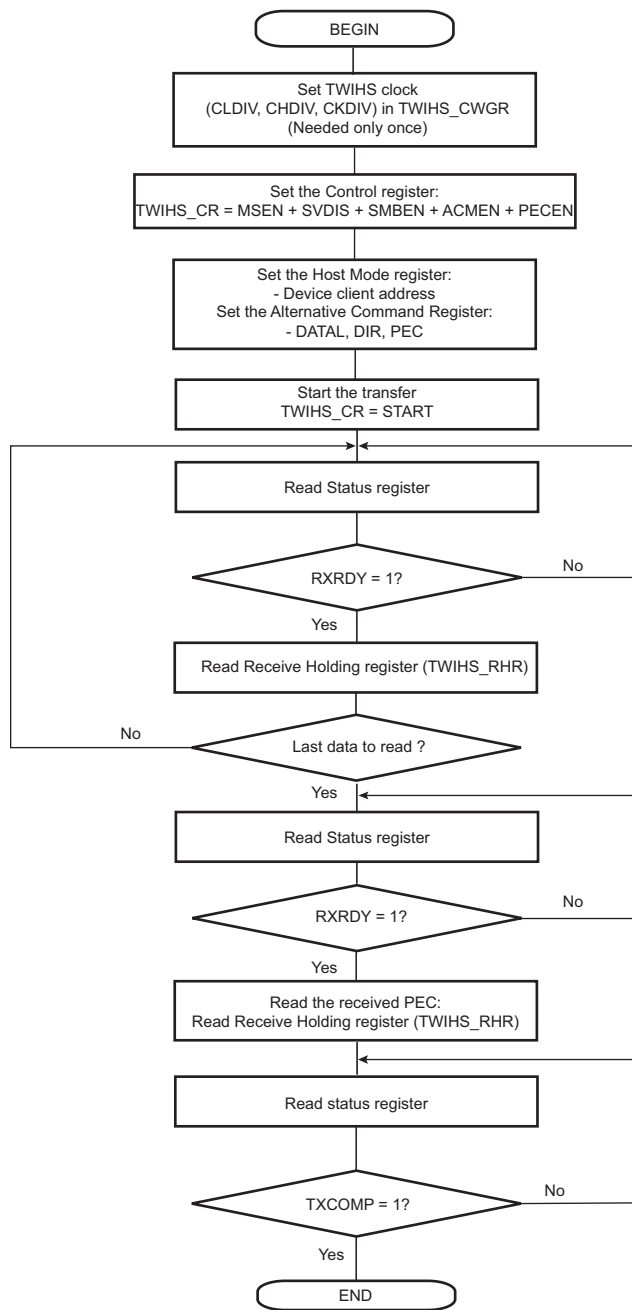 BEGIN
Set TWIHS clock
(CLDIV, CHDIV, CKDIV) in TWIHS_CWGR
(Needed only once)
Set the Control register:
TWIHS_CR = MSEN + SVDIS + SMBEN + ACMEN + PECEN
Set the Host Mode register:
- Device client address
Set the Alternative Command Register:
- DATAL, DIR, PEC
Start the transfer
TWIHS_CR = START
Read Status register
RXRDY = 1?
No
Yes
Read Receive Holding register (TWIHS_RHR)
No
Last data to read ?
Yes
Read Status register
RXRDY = 1?
No
Yes
Read the received PEC:
Read Receive Holding register (TWIHS_RHR)
Read status register
TXCOMP = 1?
No
Yes
END